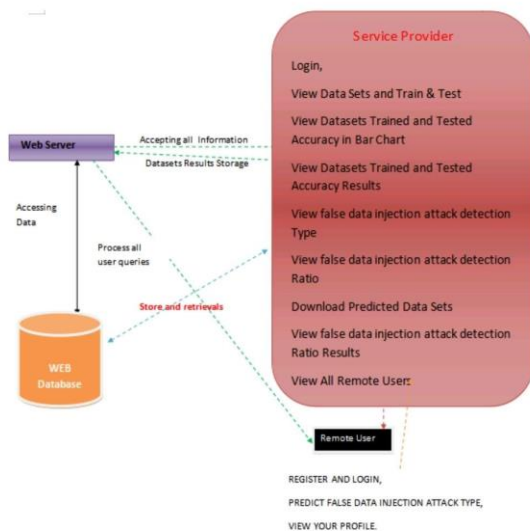 Service Provider
Login,
View Data Sets and Train & Test
View Datasets Trained and Tested
Accuracy in Bar Chart
View Datasets Trained and Tested
Accuracy Results
View false data injection attack detection
Type
View false data injection attack detection
Ratio
Download Predicted Data Sets
View false data injection attack detection
Ratio Results
View All Remote Users
Web Server
Accepting all Information
Datasets Results Storage
Accessing
Data
Process all
user queries
Store and retrievals
WEB
Database
Remote User
REGISTER AND LOGIN,
PREDICT FALSE DATA INJECTION ATTACK TYPE,
VIEW YOUR PROFILE.